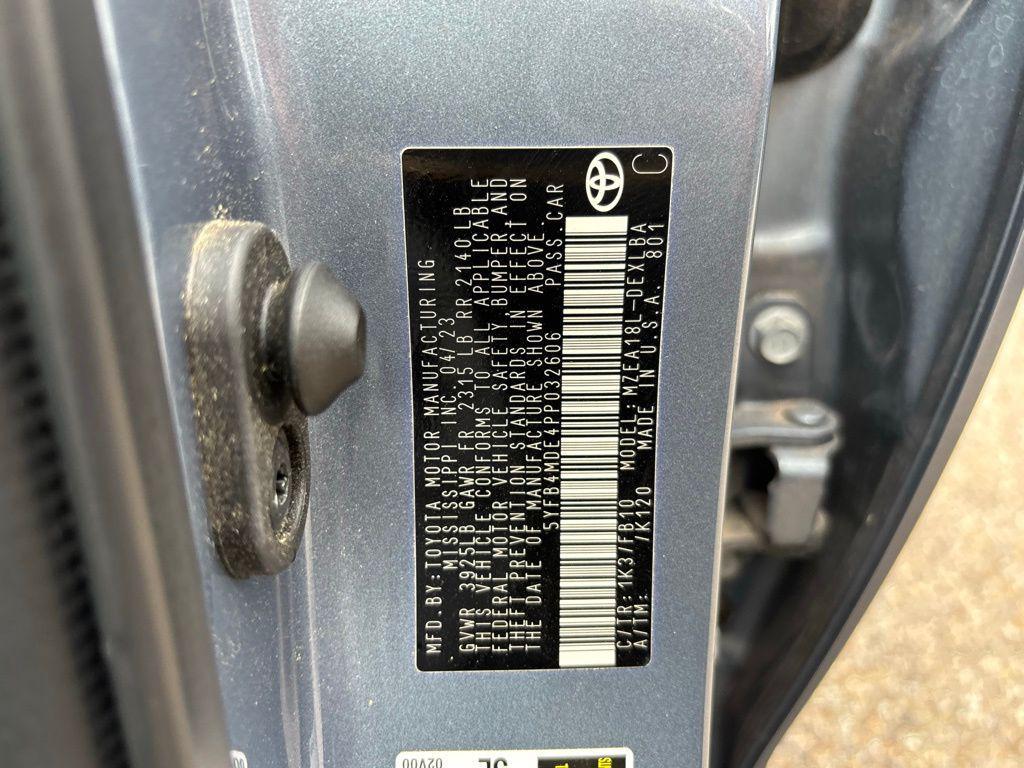 MFD.BY:TOYOTA MOTOR MANUFACTURING
MISSISSIPPI INC. 04/23
GVWR 3925LB GAWR FR 2315 LB RR 2140 LB
THIS VEHICLE CONFORMS TO ALL APPLICABLE
FEDERAL MOTOR VEHICLE SAFETY BUMPER AND
THEFT PREVENTION STANDARDS IN EFFECT ON
THE DATE OF MANUFACTURE SHOWN ABOVE.
5YFB4MDE4PP032606 PASS.CAR
C/TR:1K3/FB10 MODEL:MZEA18L-DEXLBA
A/TM: /K120 MADE IN U.S.A. 801
C
02V00